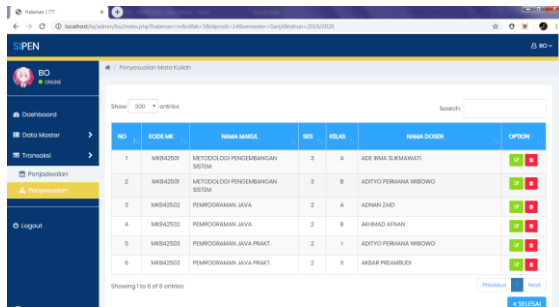 Halaman | ???
localhost/ta/admin/bo/index.php?halaman=mSidfak=3&idprodi=14&semester=Ganjil&tahun=2019/2020
SIPEN
BO
BO
ONLINE
Penyesuaian Mata Kuliah
Dashboard
Data Master
Transaksi
Penjadwalan
Penyesuaian
Logout
Show 300 entries
Search:
NO KODE MK NAMA MAKUL SKS KELAS NAMA DOSEN OPTION
1 MKB42501 METODOLOGI PENGEMBANGAN SISTEM 3 A ADE IRMA SUKMAWATI
2 MKB42501 METODOLOGI PENGEMBANGAN SISTEM 3 B ADITYO PERMANA WIBOWO
3 MKB42502 PEMROGRAMAN JAVA 2 A ADNAN ZAID
4 MKB42502 PEMROGRAMAN JAVA 2 B AKHMAD AFNAN
5 MKB42503 PEMROGRAMAN JAVA PRAKT. 2 I ADITYO PERMANA WIBOWO
6 MKB42503 PEMROGRAMAN JAVA PRAKT. 2 II AKBAR PREAMBUDI
Showing 1 to 6 of 6 entries
Previous 1 Next
« SELESAI